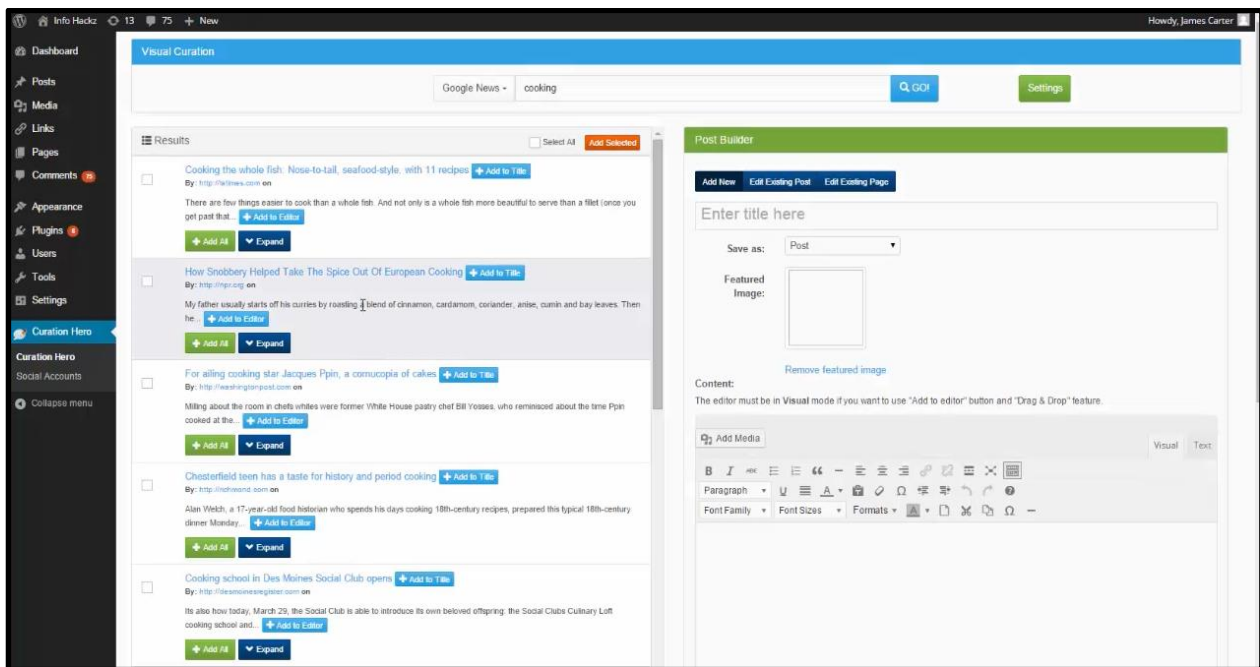 Info Hackz 13 75 + New Howdy, James Carter
Dashboard
Posts
Media
Links
Pages
Comments 75
Appearance
Plugins
Users
Tools
Settings
Curation Hero
Curation Hero
Social Accounts
Collapse menu
Visual Curation
Google News cooking GO! Settings
Results Select All Add Selected
Cooking the whole fish: Nose-to-tail, seafood-style, with 11 recipes + Add to Title
By: on
There are few things easier to cook than a whole fish. And not only is a whole fish more beautiful to serve than a fillet (once you
get past that... + Add to Editor
+ Add All Expand
How Snobbery Helped Take The Spice Out Of European Cooking + Add to Title
By: http://npr.org on
My father usually starts off his curries by roasting a blend of cinnamon, cardamom, coriander, anise, cumin and bay leaves. Then
he... + Add to Editor
+ Add All Expand
For ailing cooking star Jacques Ppin, a cornucopia of cakes + Add to Title
By: http://washingtonpost.com on
Milling about the room in chefs whites were former White House pastry chef Bill Yosses, who reminisced about the time Ppin
cooked at the... + Add to Editor
+ Add All Expand
Chesterfield teen has a taste for history and period cooking + Add to Title
By: http://richmond.com on
Alan Welch, a 17-year-old food historian who spends his days cooking 18th-century recipes, prepared this typical 18th-century
dinner Monday,... + Add to Editor
+ Add All Expand
Cooking school in Des Moines Social Club opens + Add to Title
By: http://desmoinesregister.com on
Its also how today, March 29, the Social Club is able to introduce its own beloved offspring: the Social Clubs Culinary Loft
cooking school and... + Add to Editor
+ Add All Expand
Post Builder
Add New Edit Existing Post Edit Existing Page
Enter title here
Save as: Post
Featured
Image:
Remove featured image
Content:
The editor must be in Visual mode if you want to use "Add to editor" button and "Drag & Drop" feature.
Add Media Visual Text
B I ABC
Paragraph U A Ω
Font Family Font Sizes Formats A Ω